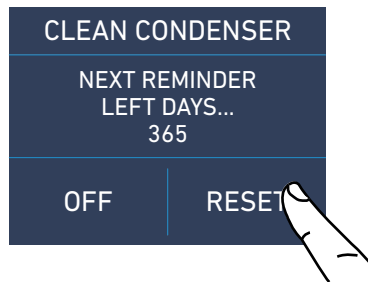 CLEAN CONDENSER
NEXT REMINDER
LEFT DAYS...
365
OFF
RESET